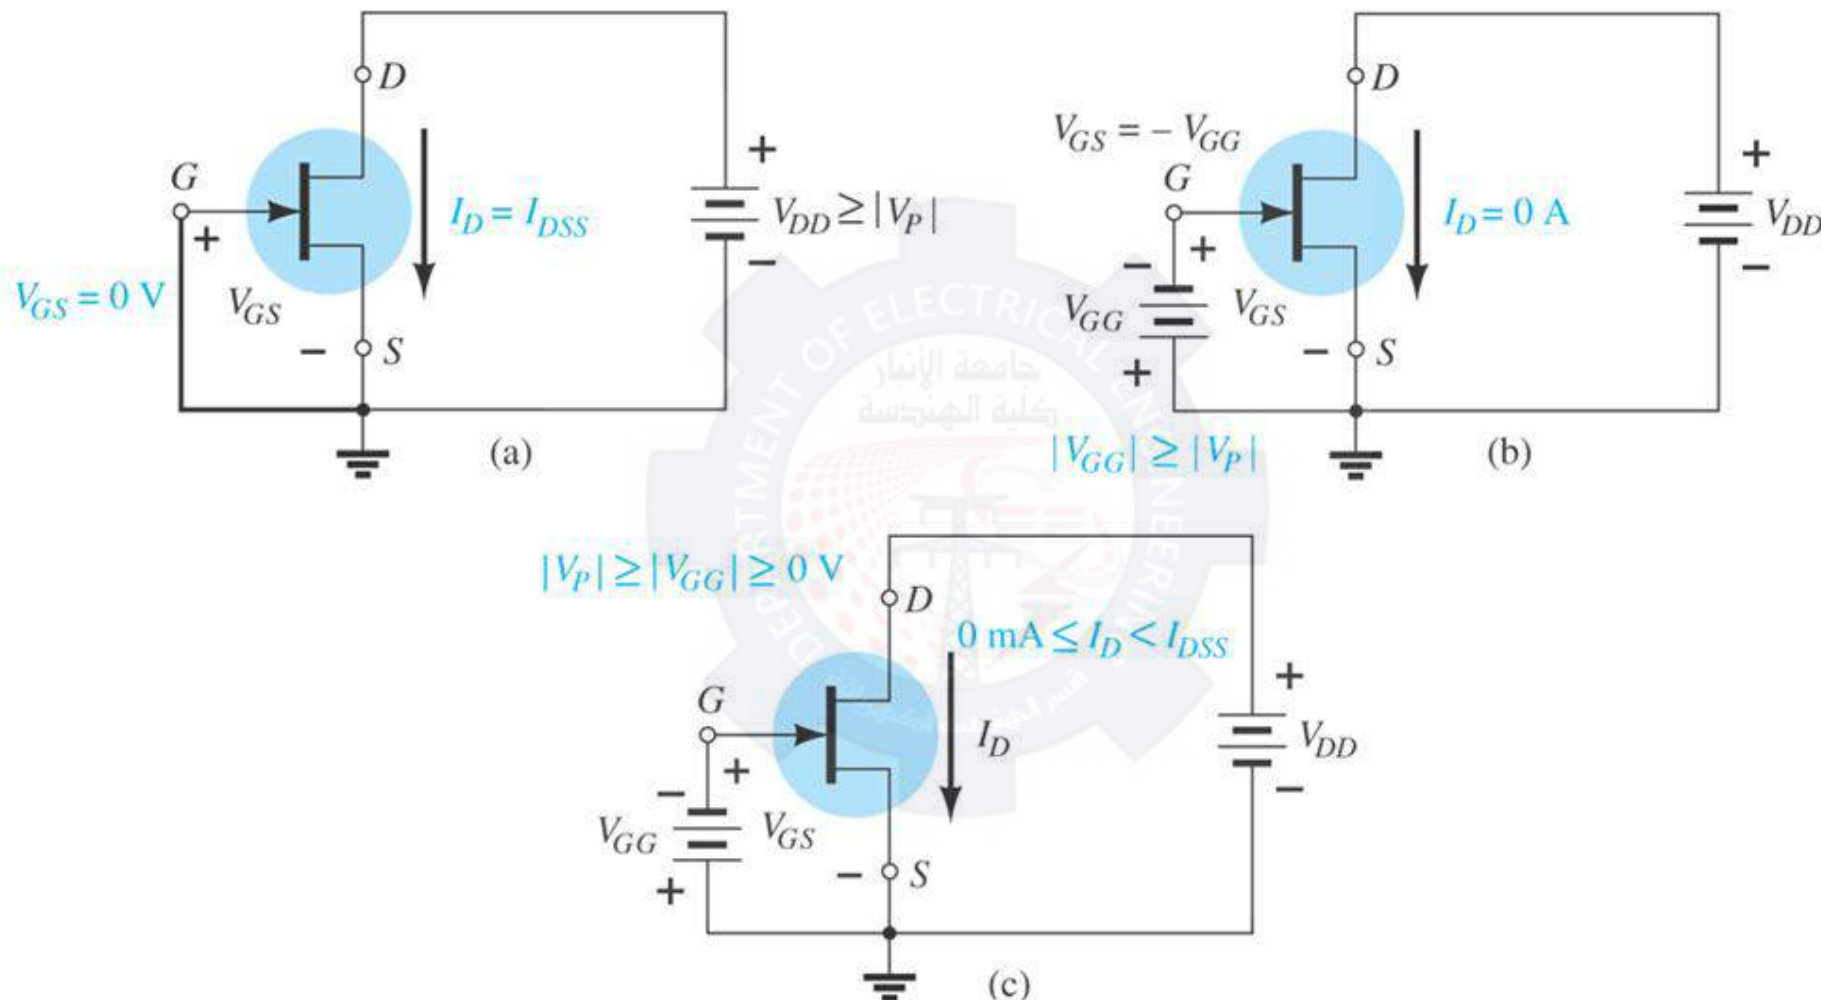 D
G
+
V_GS = 0 V
V_GS
−
S
I_D = I_DSS
+
V_DD ≥ |V_P|
−
(a)
V_GS = − V_GG
D
G
+
−
V_GG
+
V_GS
−
S
I_D = 0 A
+
V_DD
−
|V_GG| ≥ |V_P|
(b)
|V_P| ≥ |V_GG| ≥ 0 V
D
0 mA ≤ I_D < I_DSS
G
+
−
V_GG
+
V_GS
−
S
I_D
+
V_DD
−
(c)
DEPARTMENT OF ELECTRICAL ENGINEERING
جامعة الأنبار
كلية الهندسة